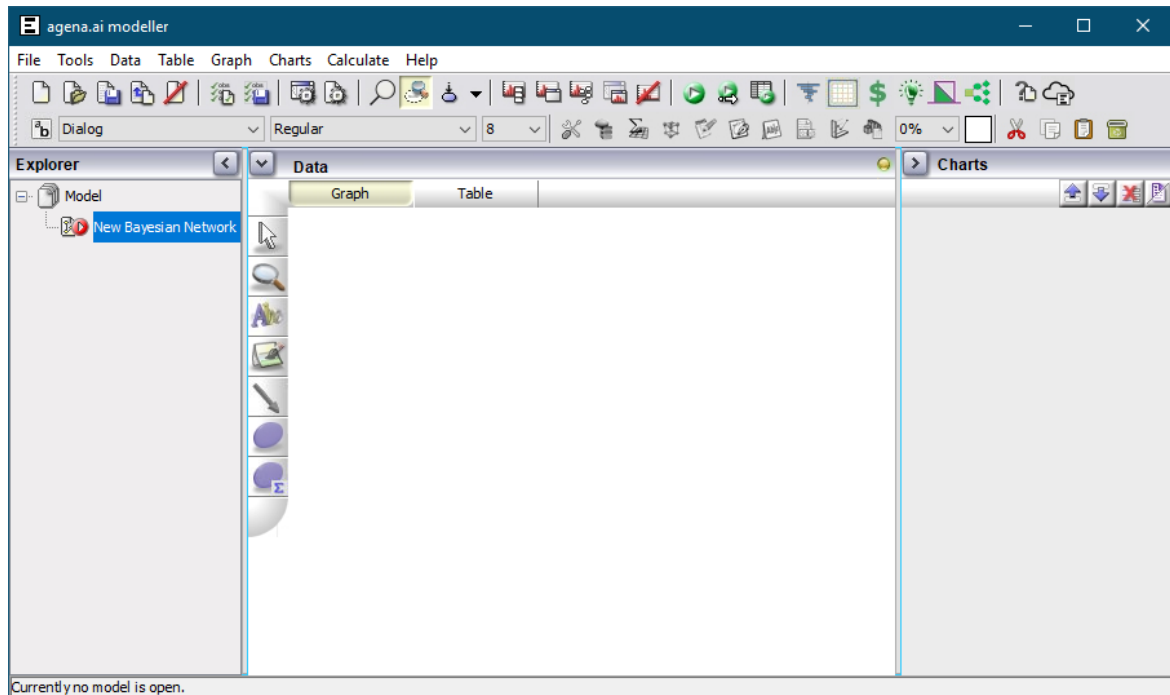 agena.ai modeller
File Tools Data Table Graph Charts Calculate Help
Dialog Regular 8 0%
Explorer Data Charts
Graph Table
Model
New Bayesian Network
Abc
Σ
Currently no model is open.